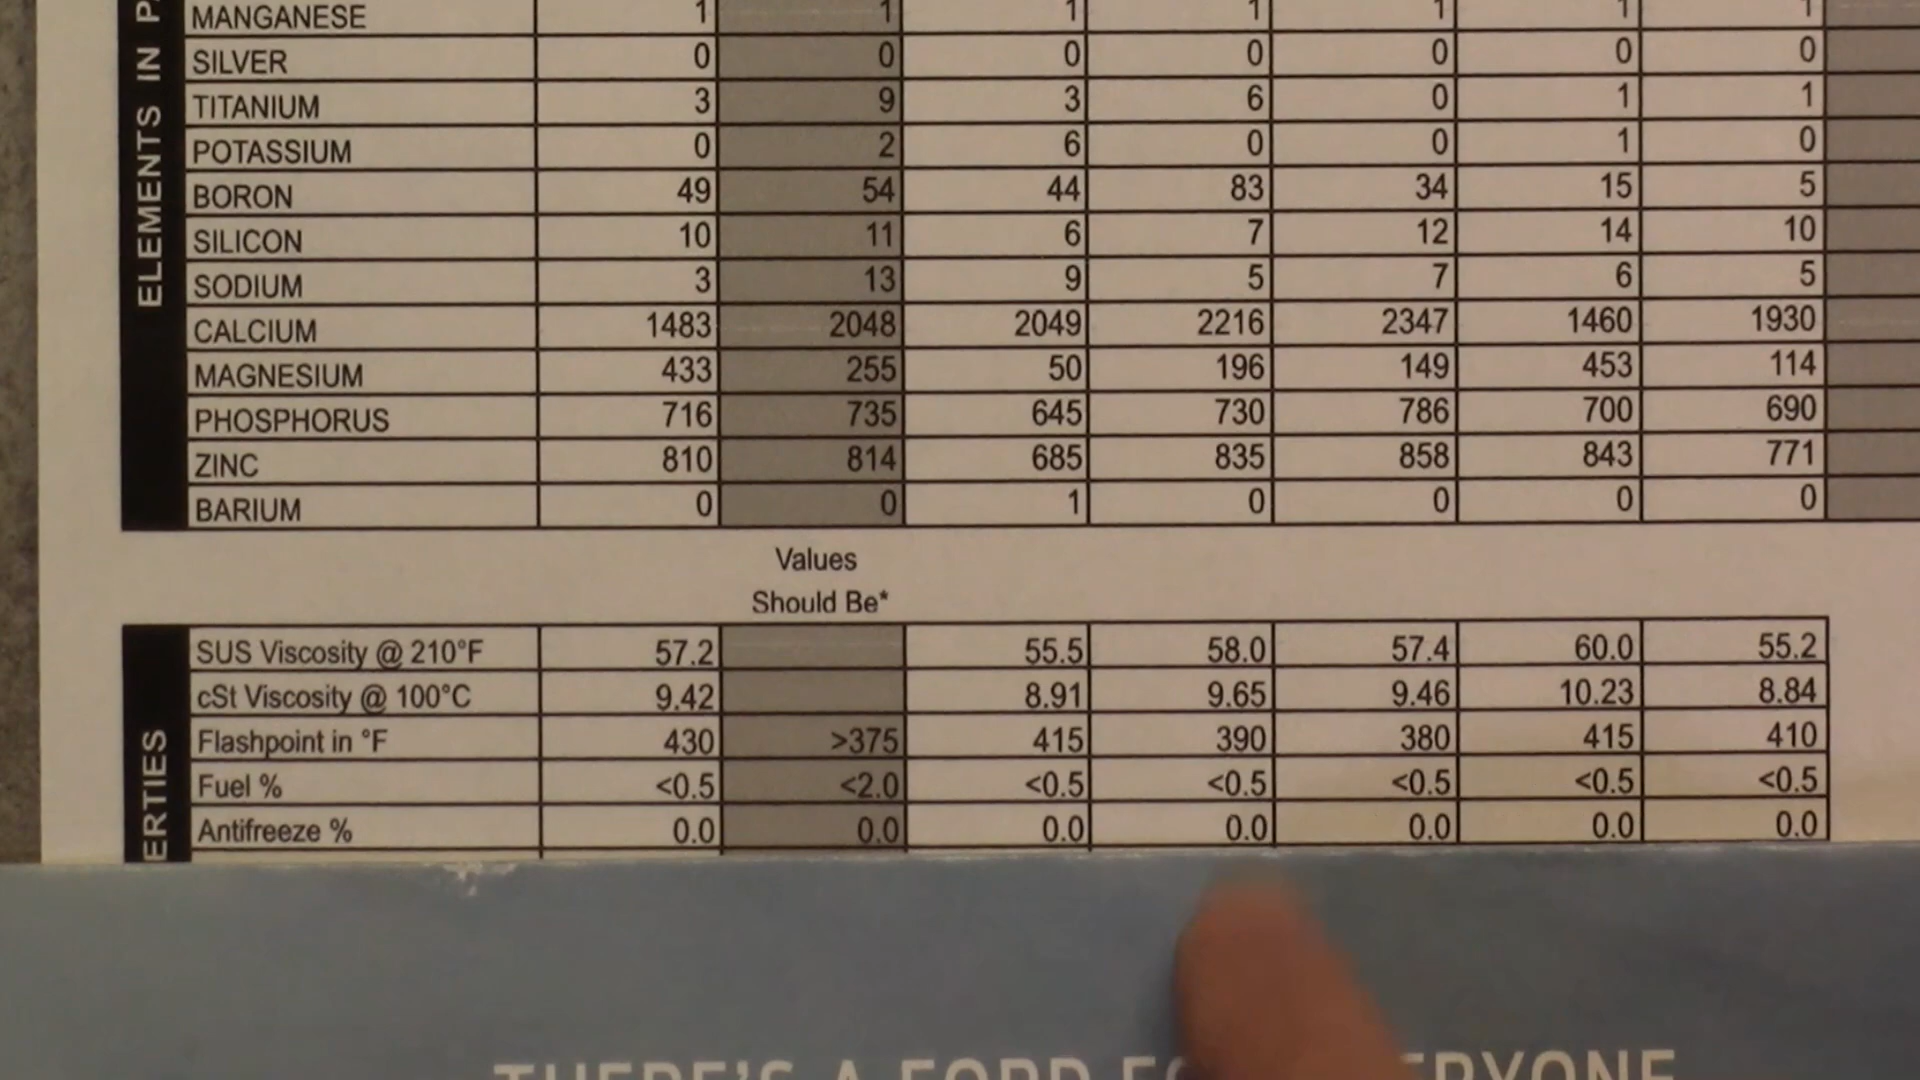 ELEMENTS IN
MANGANESE 1 1 1 1 1 1 1
SILVER 0 0 0 0 0 0 0
TITANIUM 3 9 3 6 0 1 1
POTASSIUM 0 2 6 0 0 1 0
BORON 49 54 44 83 34 15 5
SILICON 10 11 6 7 12 14 10
SODIUM 3 13 9 5 7 6 5
CALCIUM 1483 2048 2049 2216 2347 1460 1930
MAGNESIUM 433 255 50 196 149 453 114
PHOSPHORUS 716 735 645 730 786 700 690
ZINC 810 814 685 835 858 843 771
BARIUM 0 0 1 0 0 0 0
Values
Should Be*
ERTIES
SUS Viscosity @ 210°F 57.2 55.5 58.0 57.4 60.0 55.2
cSt Viscosity @ 100°C 9.42 8.91 9.65 9.46 10.23 8.84
Flashpoint in °F 430 >375 415 390 380 415 410
Fuel % <0.5 <2.0 <0.5 <0.5 <0.5 <0.5 <0.5
Antifreeze % 0.0 0.0 0.0 0.0 0.0 0.0 0.0
THERE'S A FORD F ERYONE